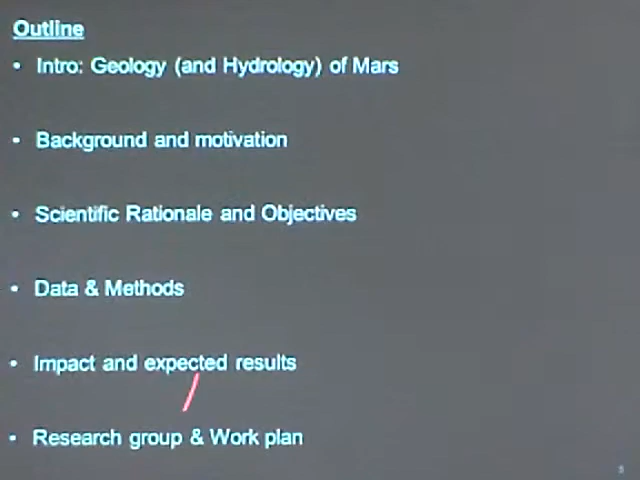 Outline
• Intro: Geology (and Hydrology) of Mars
• Background and motivation
• Scientific Rationale and Objectives
• Data & Methods
• Impact and expected results
• Research group & Work plan